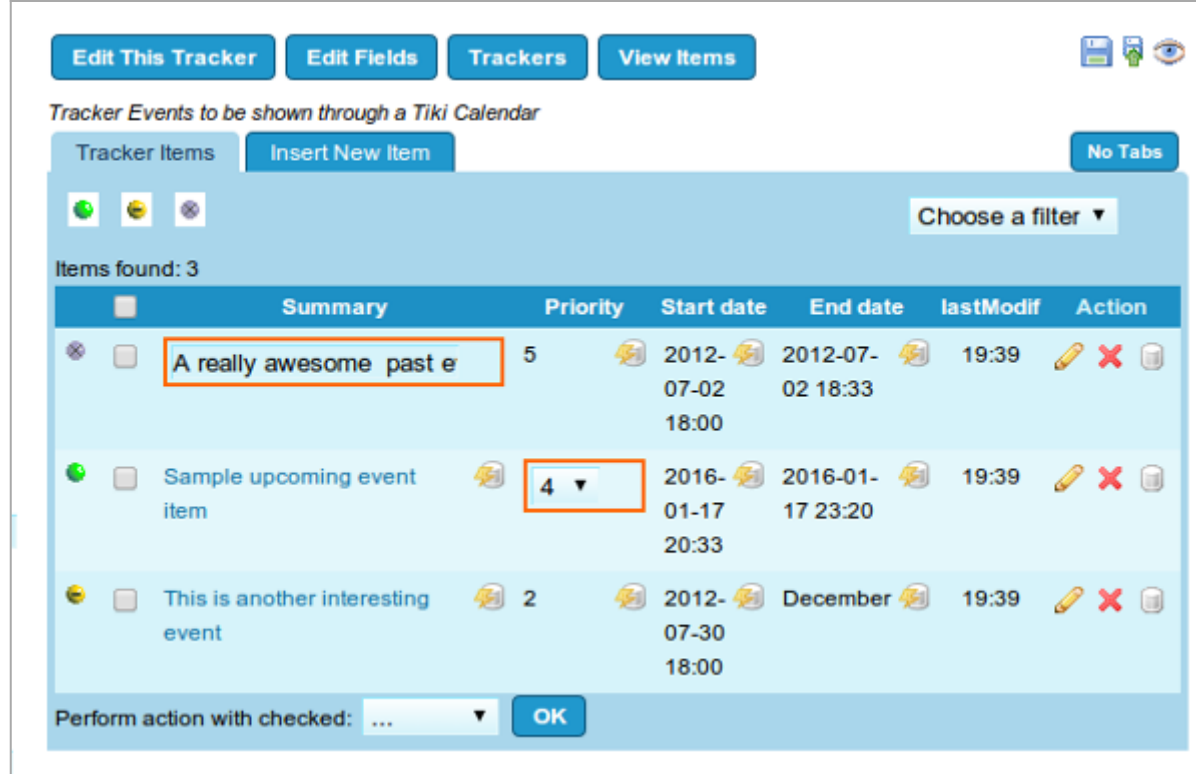 Edit This Tracker Edit Fields Trackers View Items
Tracker Events to be shown through a Tiki Calendar
Tracker Items Insert New Item No Tabs
Choose a filter
Items found: 3
Summary Priority Start date End date lastModif Action
A really awesome  past 5 2012- 2012-07- 19:39
07-02 02 18:33
18:00
Sample upcoming event 4 2016- 2016-01- 19:39
item 01-17 17 23:20
20:33
This is another interesting 2 2012- December 19:39
event 07-30
18:00
Perform action with checked: ... OK